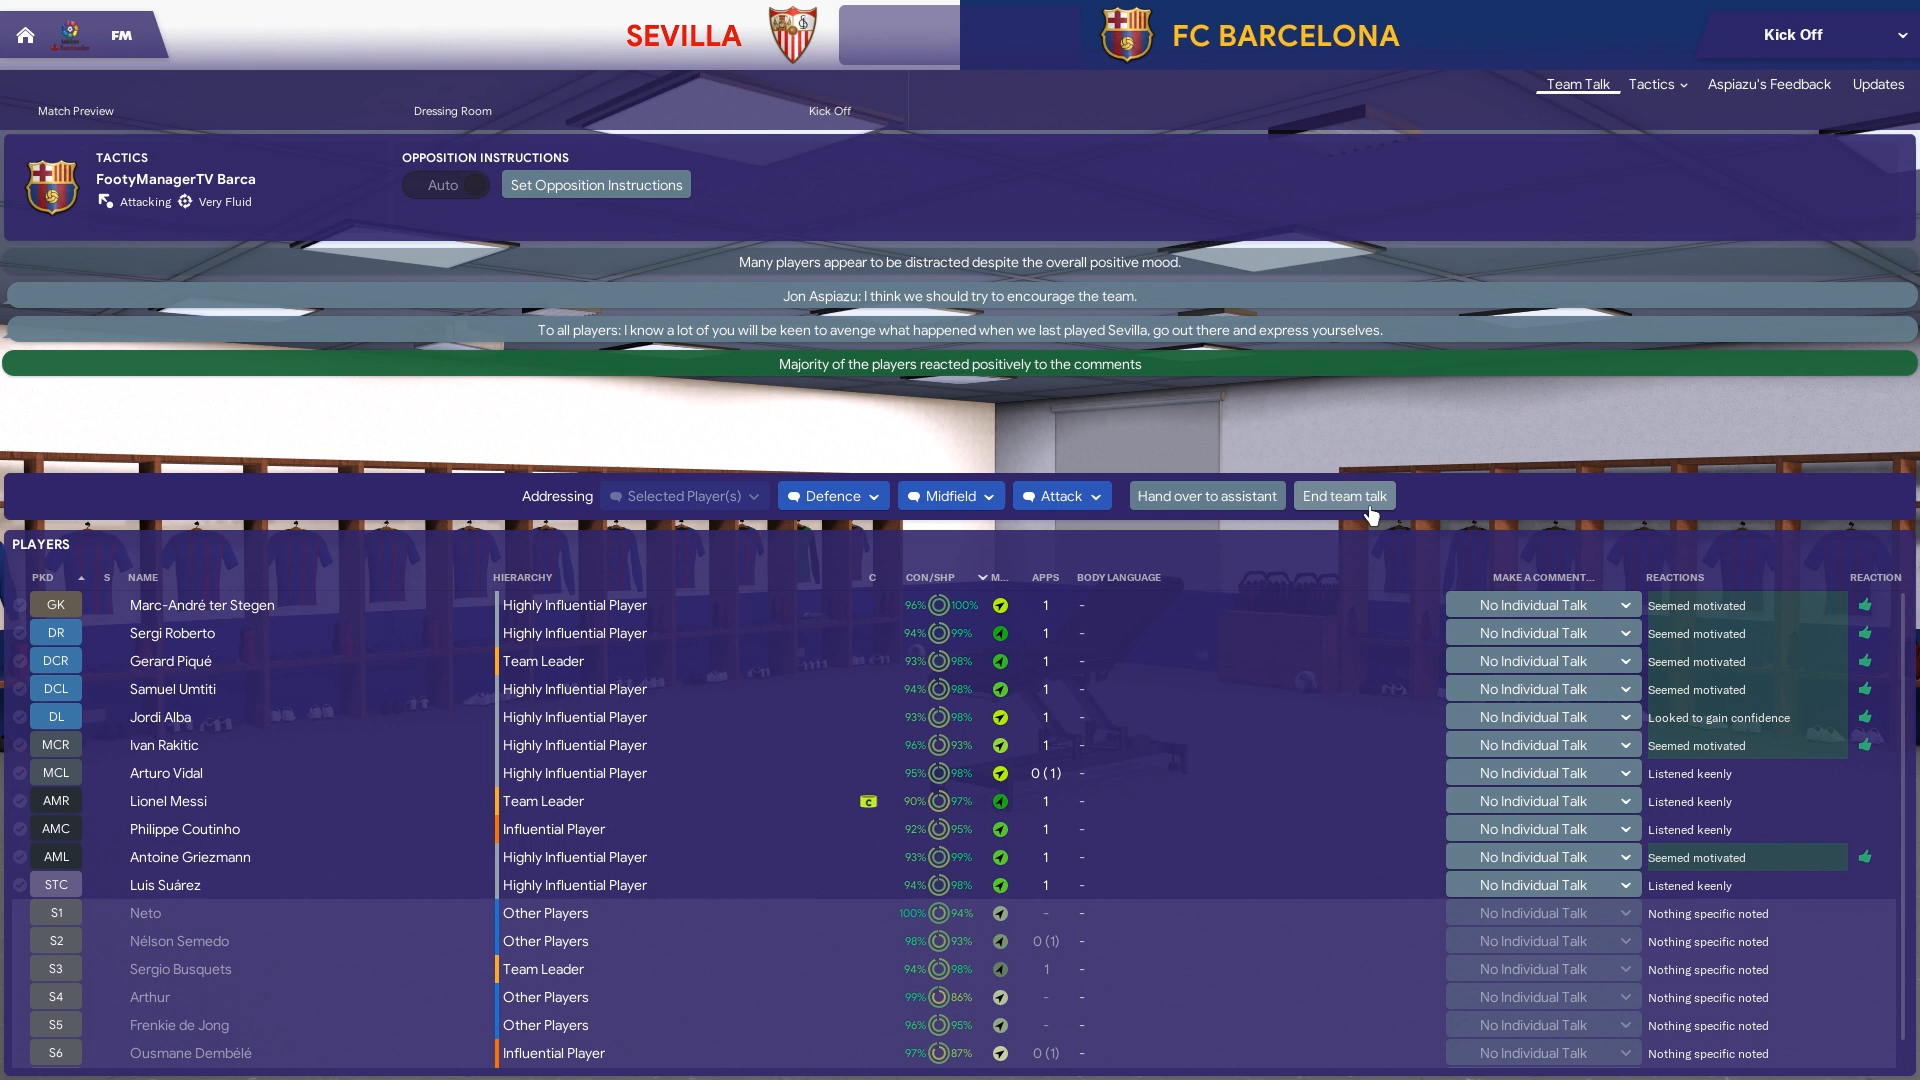 FM
SEVILLA
FC BARCELONA
Kick Off
Team Talk Tactics Aspiazu's Feedback Updates
Match Preview Dressing Room Kick Off
TACTICS
FootyManagerTV Barca
Attacking Very Fluid
OPPOSITION INSTRUCTIONS
Auto Set Opposition Instructions
Many players appear to be distracted despite the overall positive mood.
Jon Aspiazu: I think we should try to encourage the team.
To all players: I know a lot of you will be keen to avenge what happened when we last played Sevilla, go out there and express yourselves.
Majority of the players reacted positively to the comments
Addressing Selected Player(s) Defence Midfield Attack Hand over to assistant End team talk
PLAYERS
PKD S NAME HIERARCHY C CON/SHP M... APPS BODY LANGUAGE MAKE A COMMENT... REACTIONS REACTION
GK Marc-André ter Stegen Highly Influential Player 96% 100% 1 - No Individual Talk Seemed motivated
DR Sergi Roberto Highly Influential Player 94% 99% 1 - No Individual Talk Seemed motivated
DCR Gerard Piqué Team Leader 93% 98% 1 - No Individual Talk Seemed motivated
DCL Samuel Umtiti Highly Influential Player 94% 98% 1 - No Individual Talk Seemed motivated
DL Jordi Alba Highly Influential Player 93% 98% 1 - No Individual Talk Looked to gain confidence
MCR Ivan Rakitic Highly Influential Player 96% 93% 1 - No Individual Talk Seemed motivated
MCL Arturo Vidal Highly Influential Player 95% 98% 0 (1) - No Individual Talk Listened keenly
AMR Lionel Messi Team Leader C 90% 97% 1 - No Individual Talk Listened keenly
AMC Philippe Coutinho Influential Player 92% 95% 1 - No Individual Talk Listened keenly
AML Antoine Griezmann Highly Influential Player 93% 99% 1 - No Individual Talk Seemed motivated
STC Luis Suárez Highly Influential Player 94% 98% 1 - No Individual Talk Listened keenly
S1 Neto Other Players 100% 94% - - No Individual Talk Nothing specific noted
S2 Nélson Semedo Other Players 98% 93% 0 (1) - No Individual Talk Nothing specific noted
S3 Sergio Busquets Team Leader 94% 98% 1 - No Individual Talk Nothing specific noted
S4 Arthur Other Players 99% 86% - - No Individual Talk Nothing specific noted
S5 Frenkie de Jong Other Players 96% 95% - - No Individual Talk Nothing specific noted
S6 Ousmane Dembélé Influential Player 97% 87% 0 (1) - No Individual Talk Nothing specific noted